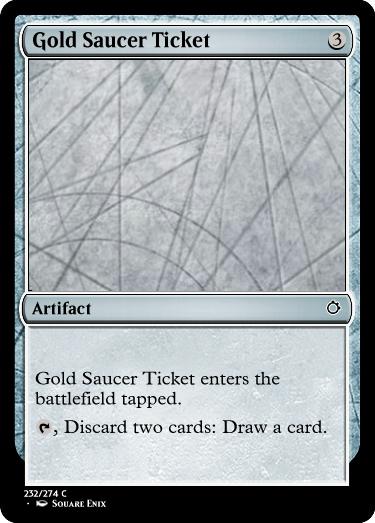 Gold Saucer Ticket 3
Artifact
Gold Saucer Ticket enters the
battlefield tapped.
, Discard two cards: Draw a card.
232/274 C
· Square Enix